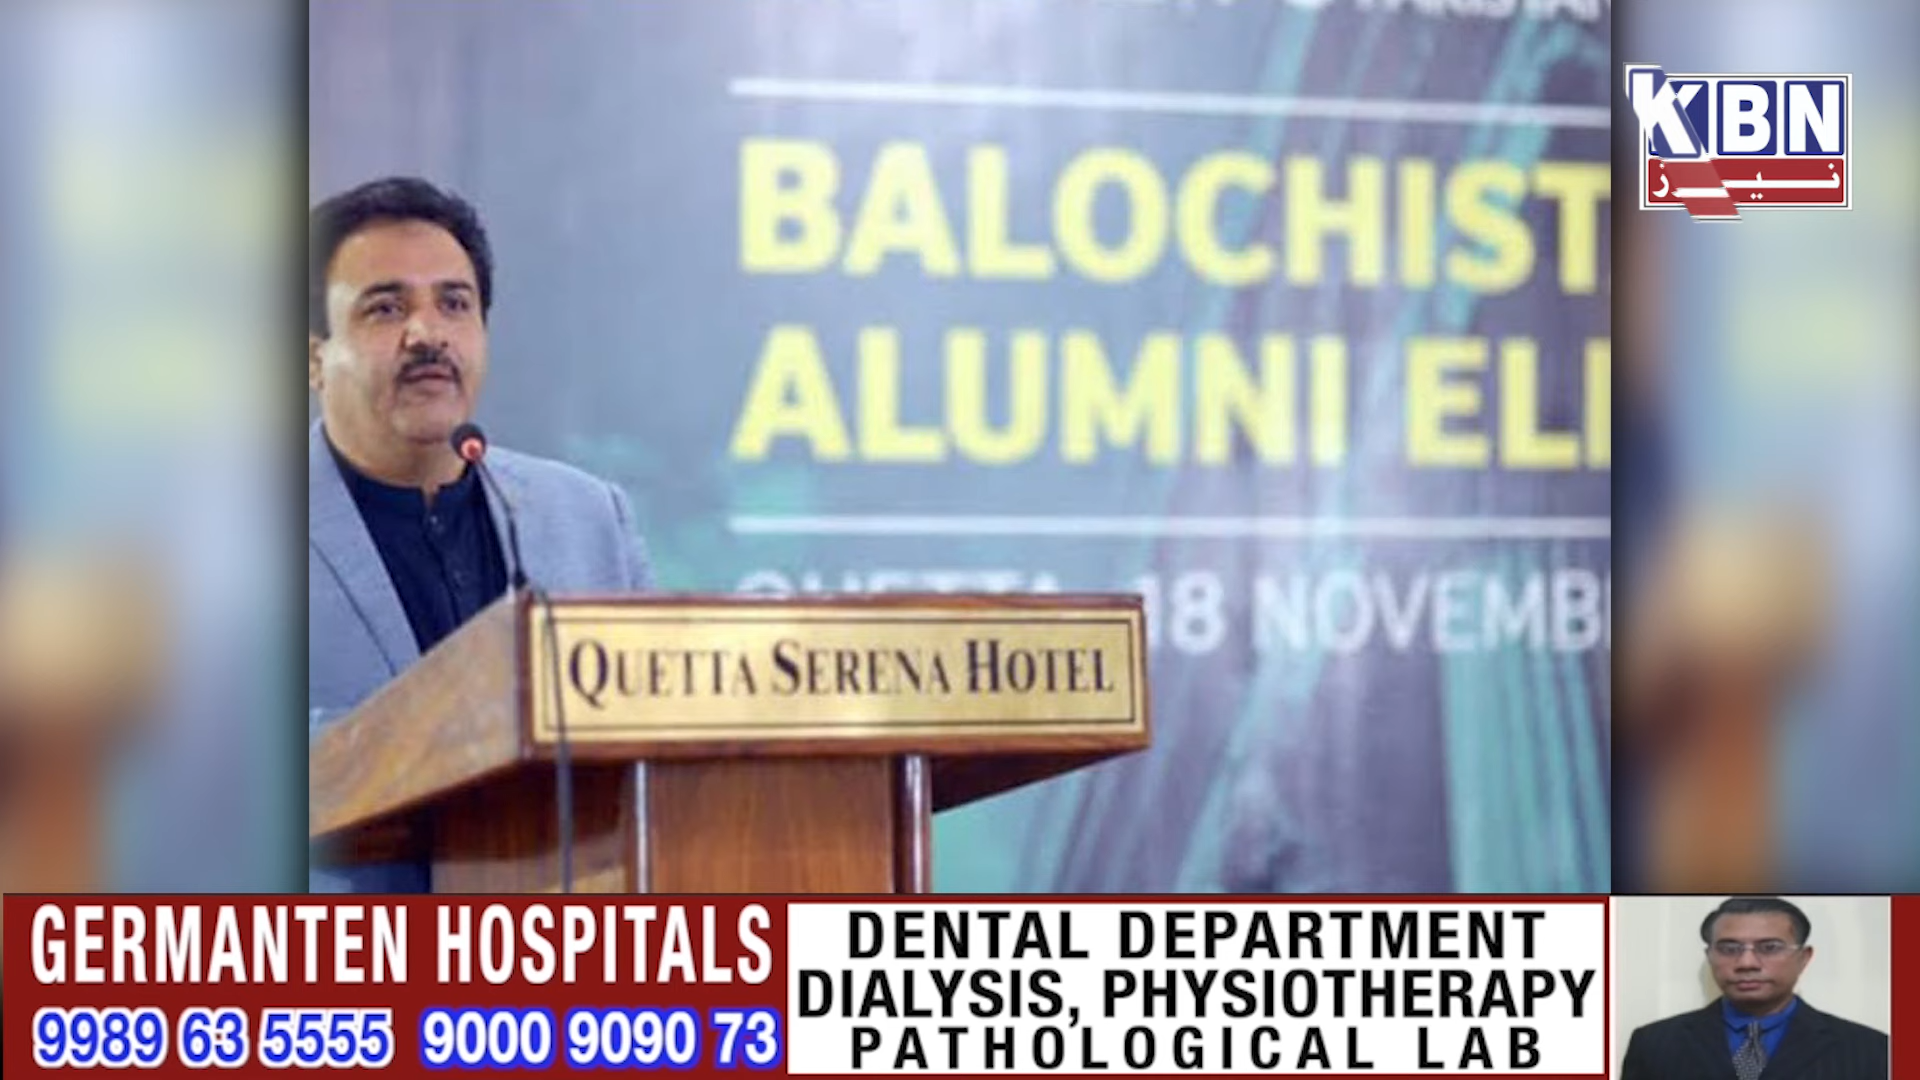 BALOCHIST
ALUMNI EL
18 NOVEMB
QUETTA SERENA HOTEL
KBN
نیوز
GERMANTEN HOSPITALS
9989 63 5555 9000 9090 73
DENTAL DEPARTMENT
DIALYSIS, PHYSIOTHERAPY
PATHOLOGICAL LAB